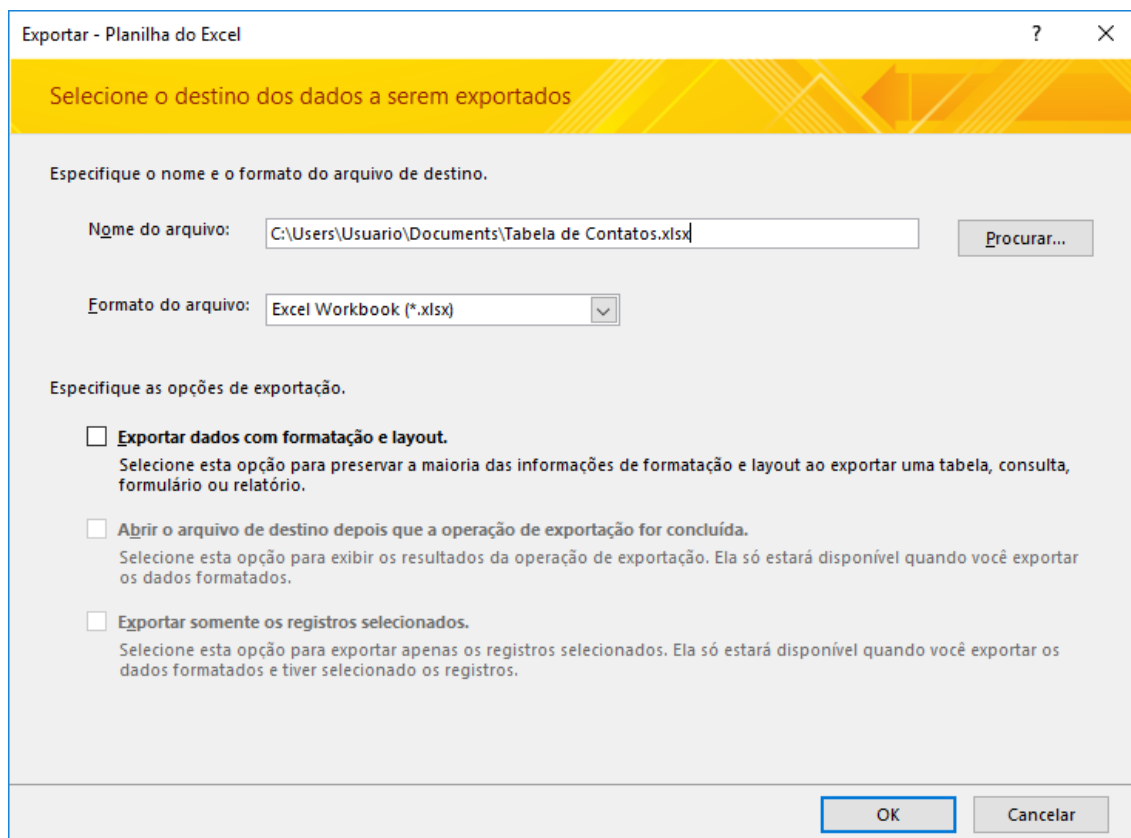 Exportar - Planilha do Excel
?
Selecione o destino dos dados a serem exportados
Especifique o nome e o formato do arquivo de destino.
Nome do arquivo: C:\Users\Usuario\Documents\Tabela de Contatos.xlsx Procurar...
Formato do arquivo: Excel Workbook (*.xlsx)
Especifique as opções de exportação.
Exportar dados com formatação e layout.
Selecione esta opção para preservar a maioria das informações de formatação e layout ao exportar uma tabela, consulta,
formulário ou relatório.
Abrir o arquivo de destino depois que a operação de exportação for concluída.
Selecione esta opção para exibir os resultados da operação de exportação. Ela só estará disponível quando você exportar
os dados formatados.
Exportar somente os registros selecionados.
Selecione esta opção para exportar apenas os registros selecionados. Ela só estará disponível quando você exportar os
dados formatados e tiver selecionado os registros.
OK Cancelar